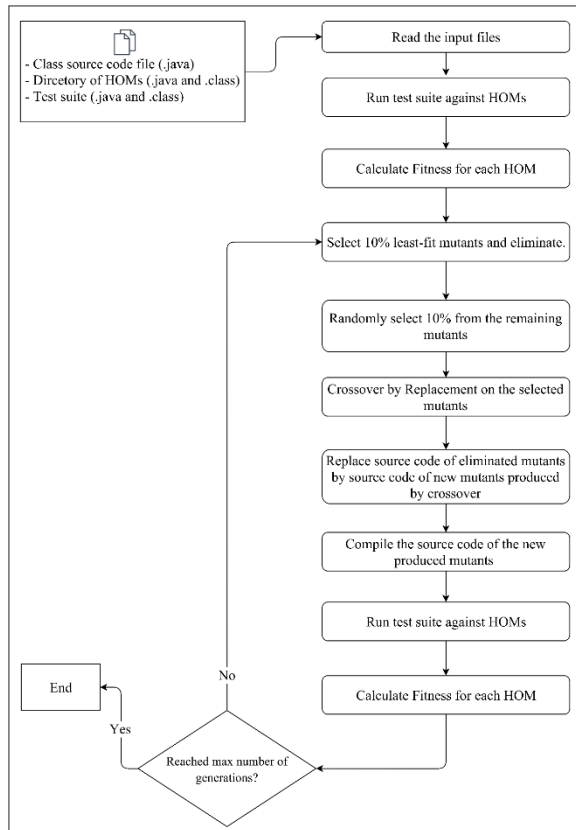 - Class source code file (.java)
- Dircetory of HOMs (.java and .class)
- Test suite (.java and .class)
Read the input files
Run test suite against HOMs
Calculate Fitness for each HOM
Select 10% least-fit mutants and eliminate.
Randomly select 10% from the remaining
mutants
Crossover by Replacement on the selected
mutants
Replace source code of eliminated mutants
by source code of new mutants produced
by crossover
Compile the source code of the new
produced mutants
Run test suite against HOMs
Calculate Fitness for each HOM
Reached max number of
generations?
No
Yes
End